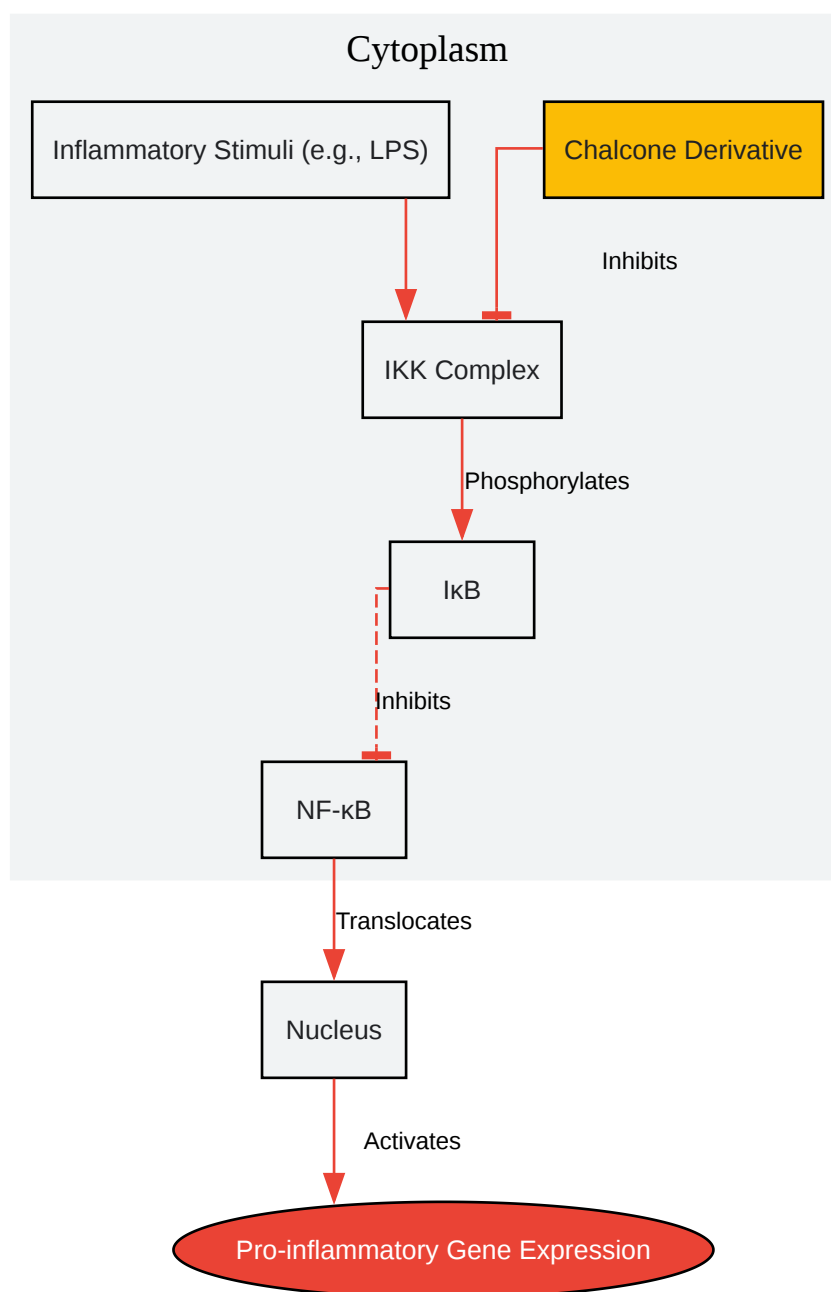 Cytoplasm
Inflammatory Stimuli (e.g., LPS)
Chalcone Derivative
Inhibits
IKK Complex
Phosphorylates
IκB
Inhibits
NF-κB
Translocates
Nucleus
Activates
Pro-inflammatory Gene Expression